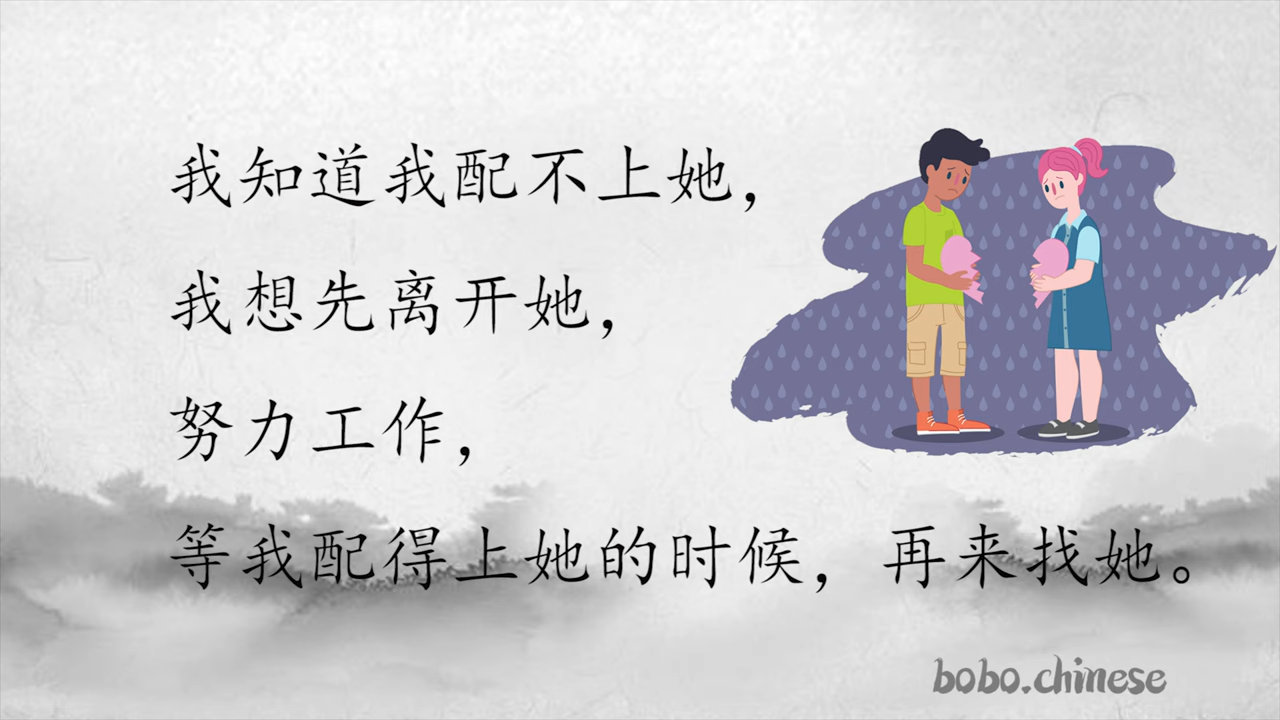 我知道我配不上她，
我想先离开她，
努力工作，
等我配得上她的时候，再来找她。
bobo.chinese